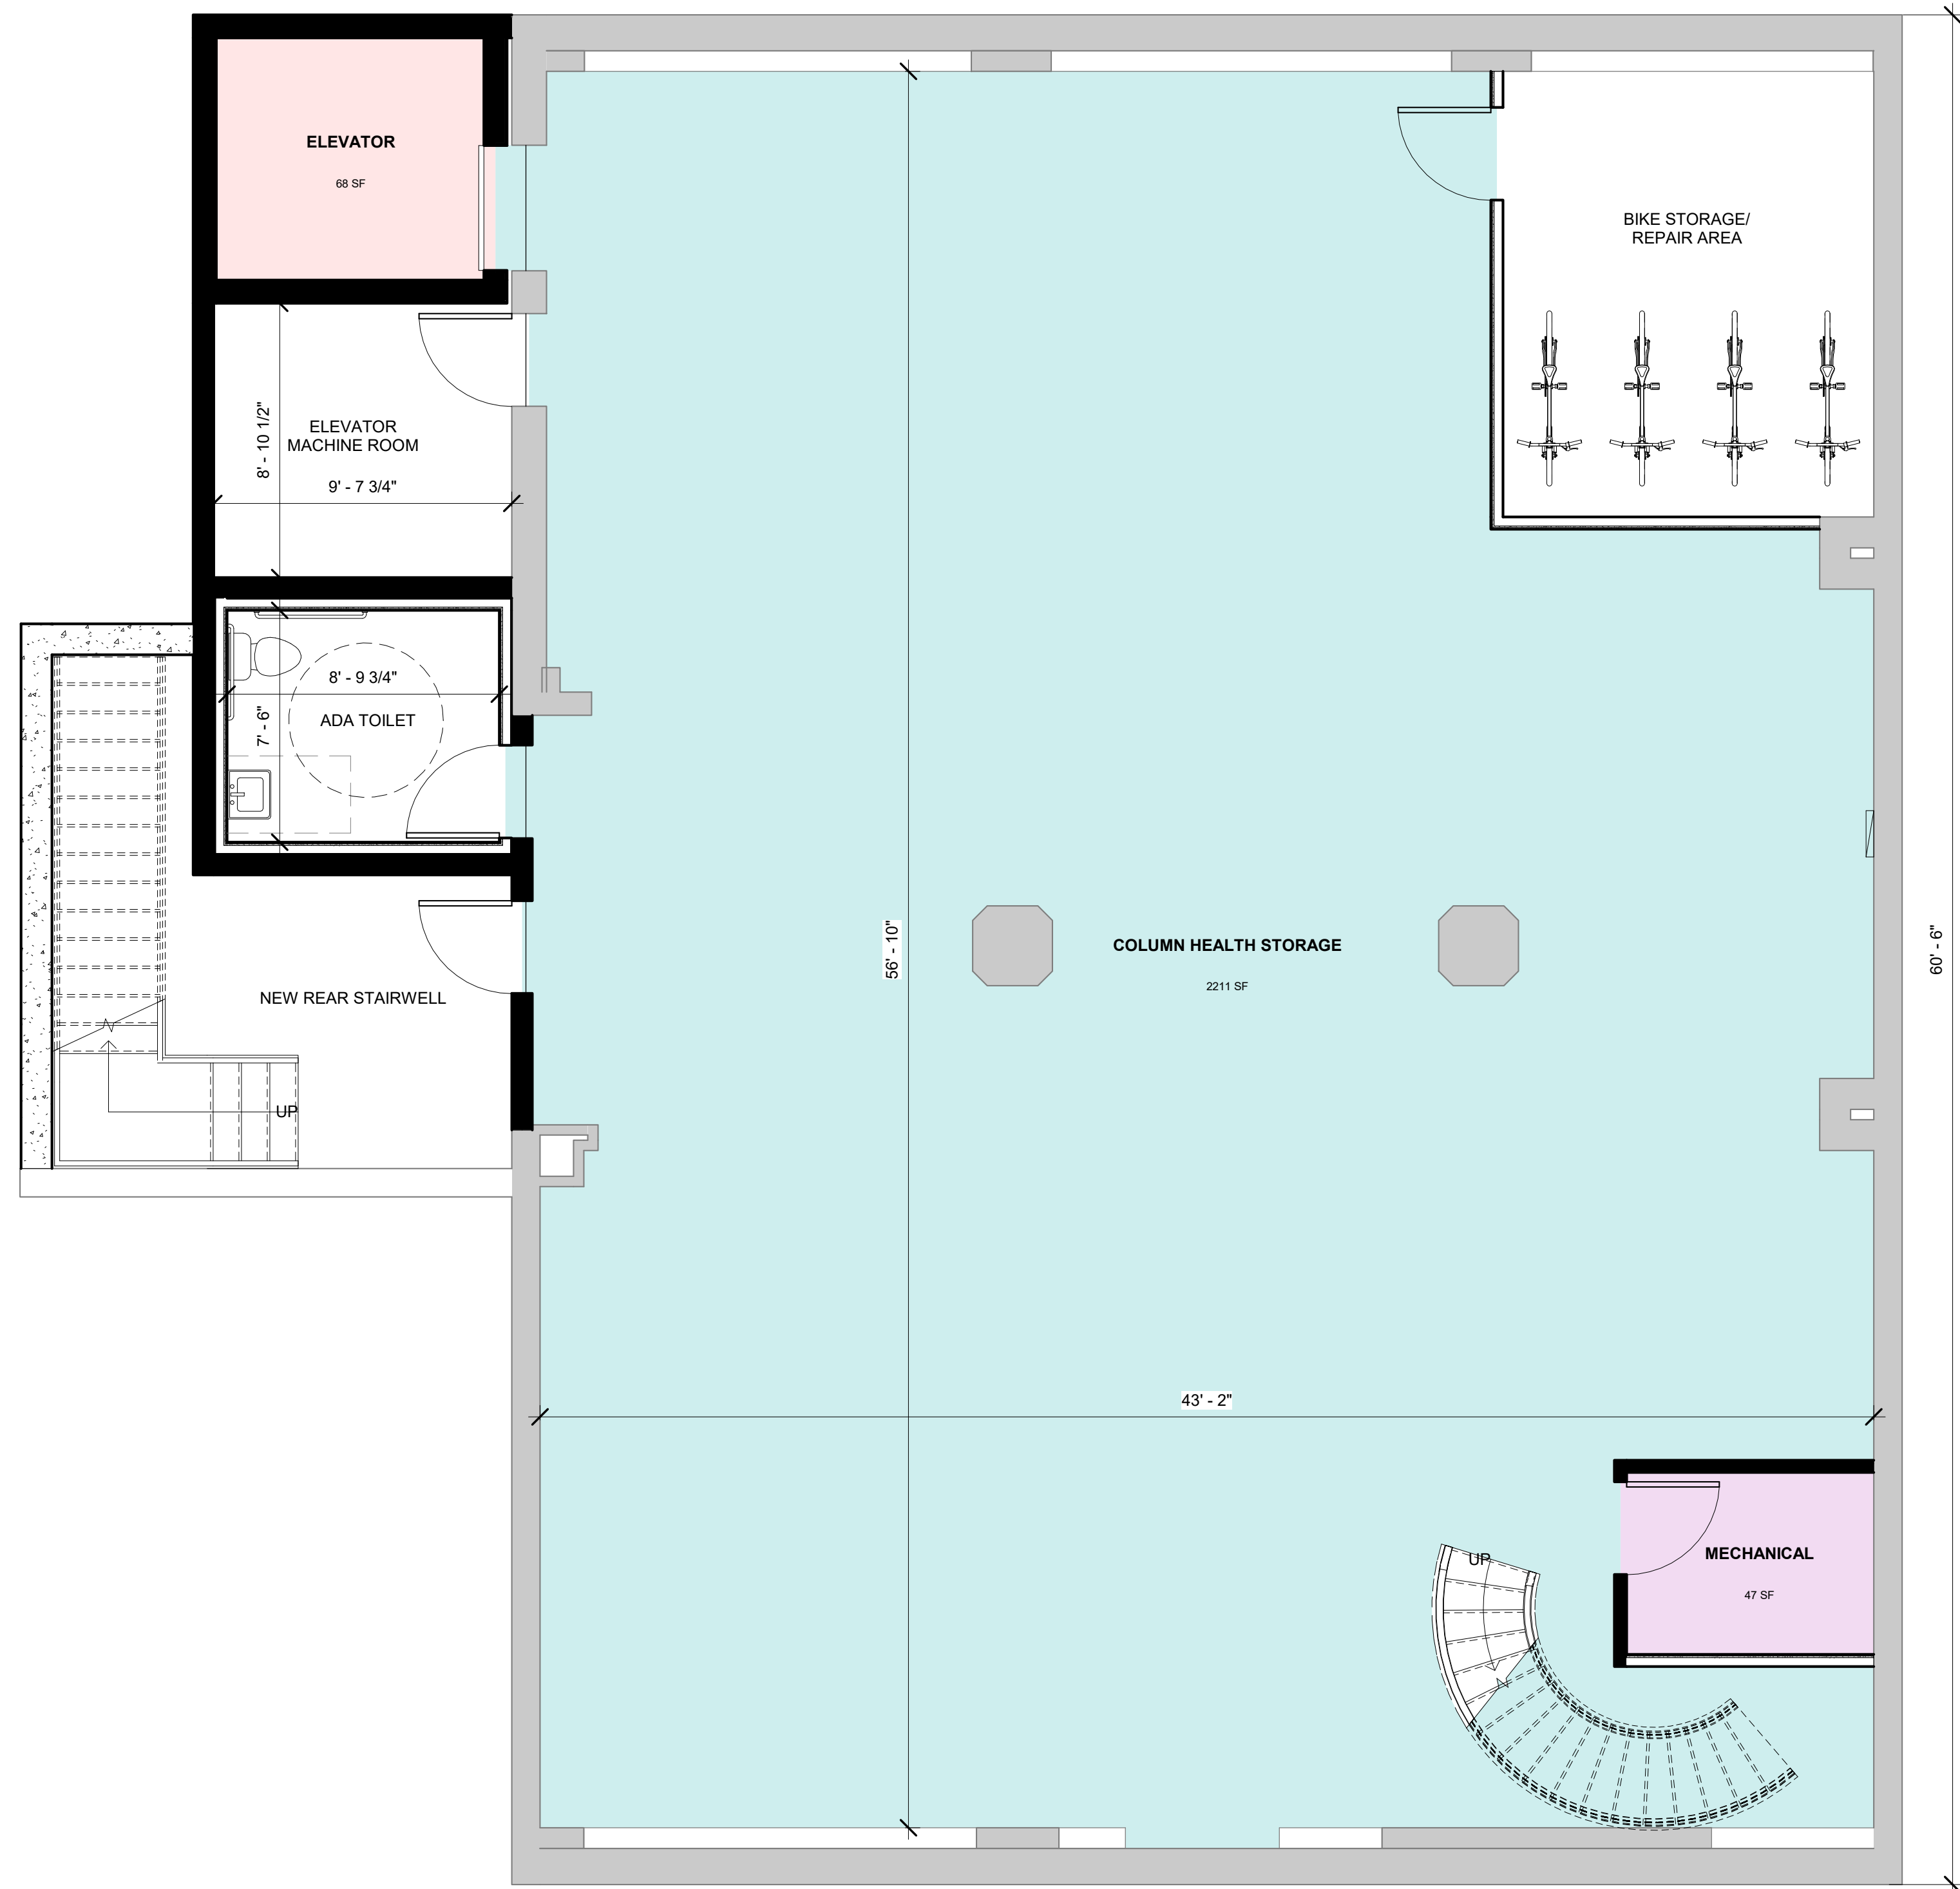 ELEVATOR
68 SF
BIKE STORAGE/
REPAIR AREA
8' - 10 1/2"
ELEVATOR
MACHINE ROOM
9' - 7 3/4"
8' - 9 3/4"
7' - 6"
ADA TOILET
56' - 10"
COLUMN HEALTH STORAGE
2211 SF
60' - 6"
NEW REAR STAIRWELL
UP
43' - 2"
UP
MECHANICAL
47 SF